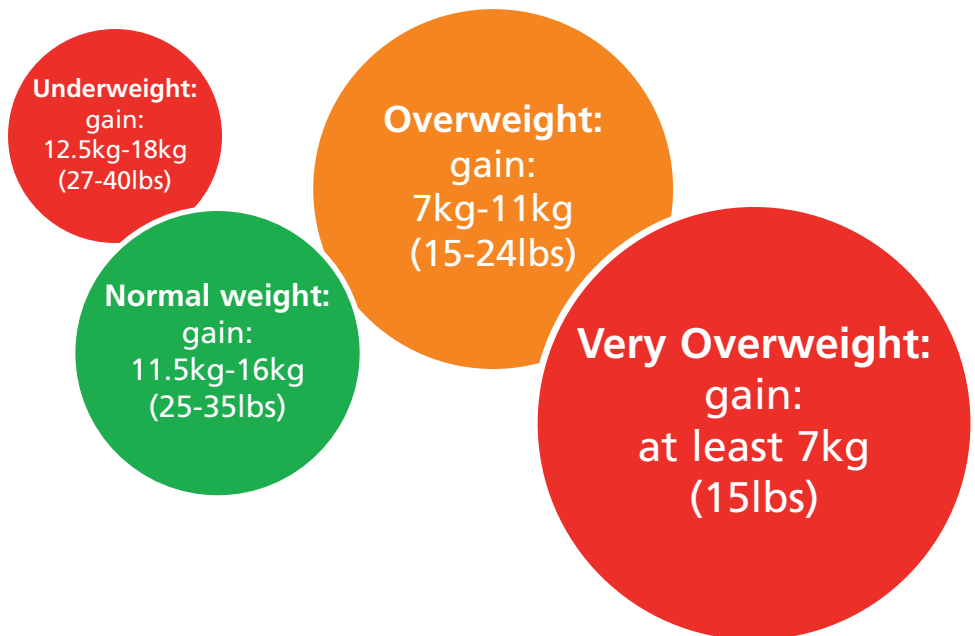 Underweight:
gain:
12.5kg-18kg
(27-40lbs)
Normal weight:
gain:
11.5kg-16kg
(25-35lbs)
Overweight:
gain:
7kg-11kg
(15-24lbs)
Very Overweight:
gain:
at least 7kg
(15lbs)